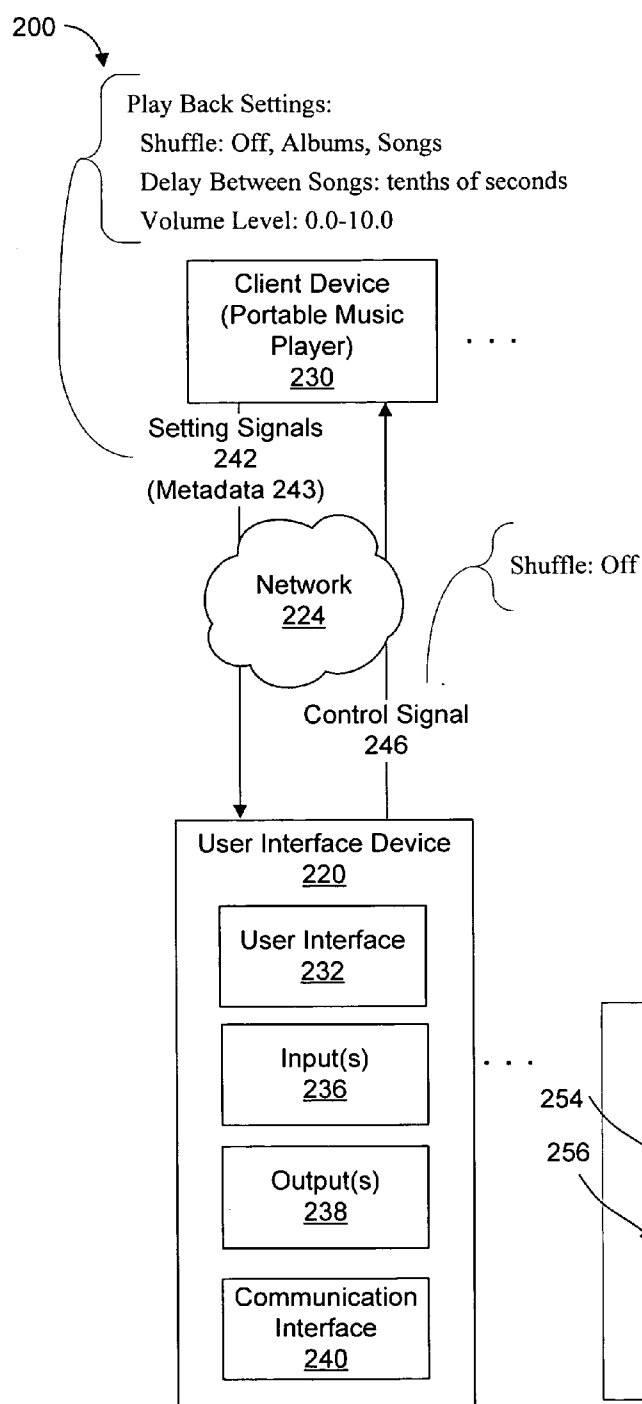 200
Play Back Settings:
Shuffle: Off, Albums, Songs
Delay Between Songs: tenths of seconds
Volume Level: 0.0-10.0
Client Device
(Portable Music
Player)
230
. . .
Setting Signals
242
(Metadata 243)
Shuffle: Off
Network
224
Control Signal
246
User Interface Device
220
User Interface
232
Input(s)
236
. . .
254
256
Output(s)
238
Communication
Interface
240